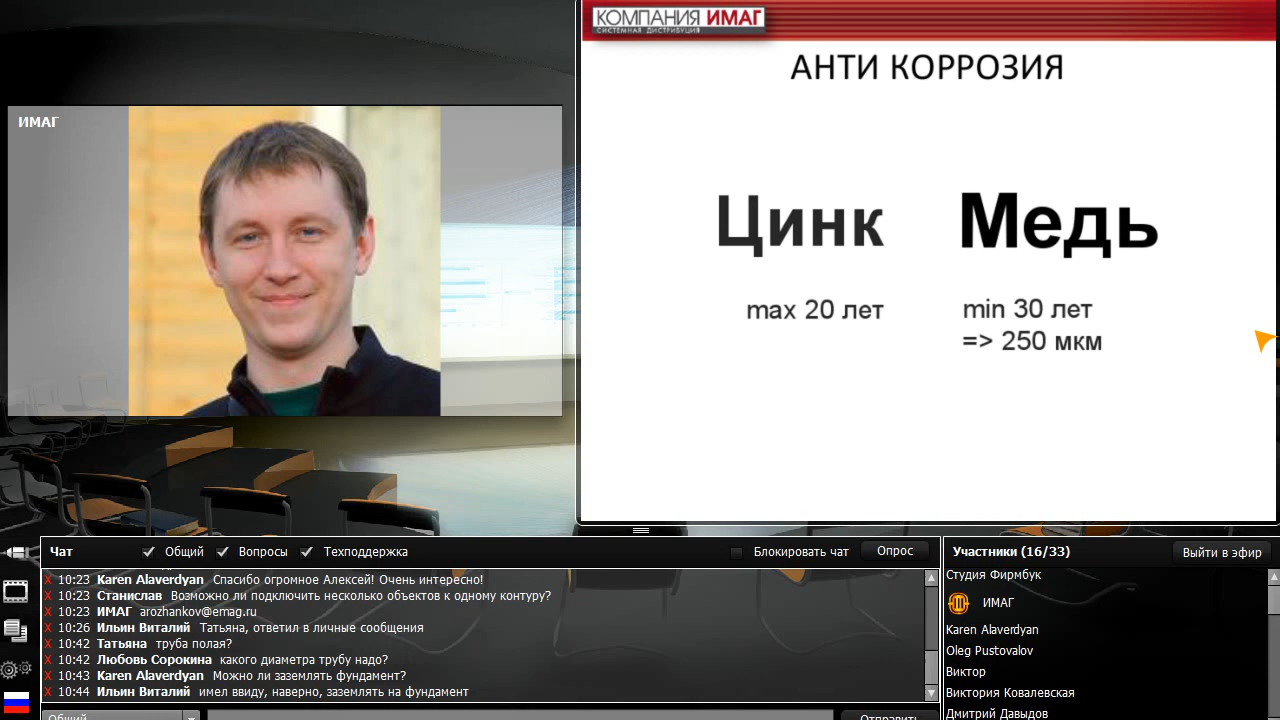 КОМПАНИЯ ИМАГ
СИСТЕМНАЯ ДИСТРИБУЦИЯ
АНТИ КОРРОЗИЯ
ИМАГ
Цинк Медь
max 20 лет min 30 лет
=> 250 мкм
Чат Общий Вопросы Техподдержка Блокировать чат Опрос
X 10:23 Karen Alaverdyan Спасибо огромное Алексей! Очень интересно!
X 10:23 Станислав Возможно ли подключить несколько объектов к одному контуру?
X 10:23 ИМАГ arozhankov@emag.ru
X 10:26 Ильин Виталий Татьяна, ответил в личные сообщения
X 10:42 Татьяна труба полая?
X 10:42 Любовь Сорокина какого диаметра трубу надо?
X 10:43 Karen Alaverdyan Можно ли заземлять фундамент?
X 10:44 Ильин Виталий имел ввиду, наверно, заземлять на фундамент
Общий Отправить
Участники (16/33) Выйти в эфир
Студия Фирмбук
ИМАГ
Karen Alaverdyan
Oleg Pustovalov
Виктор
Виктория Ковалевская
Дмитрий Давыдов